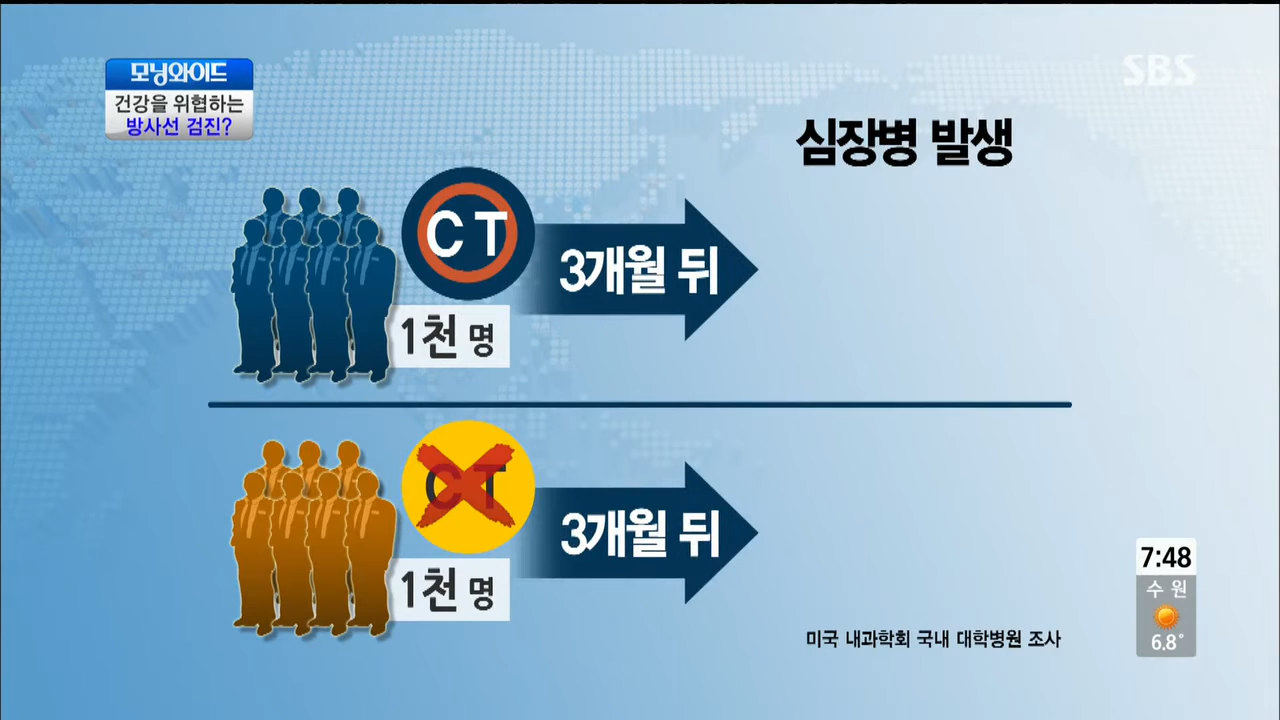 모닝와이드
건강을 위협하는
방사선 검진?
SBS
심장병 발생
CT
3개월 뒤
1천 명
CT
3개월 뒤
1천 명
7:48
수원
6.8°
미국 내과학회 국내 대학병원 조사